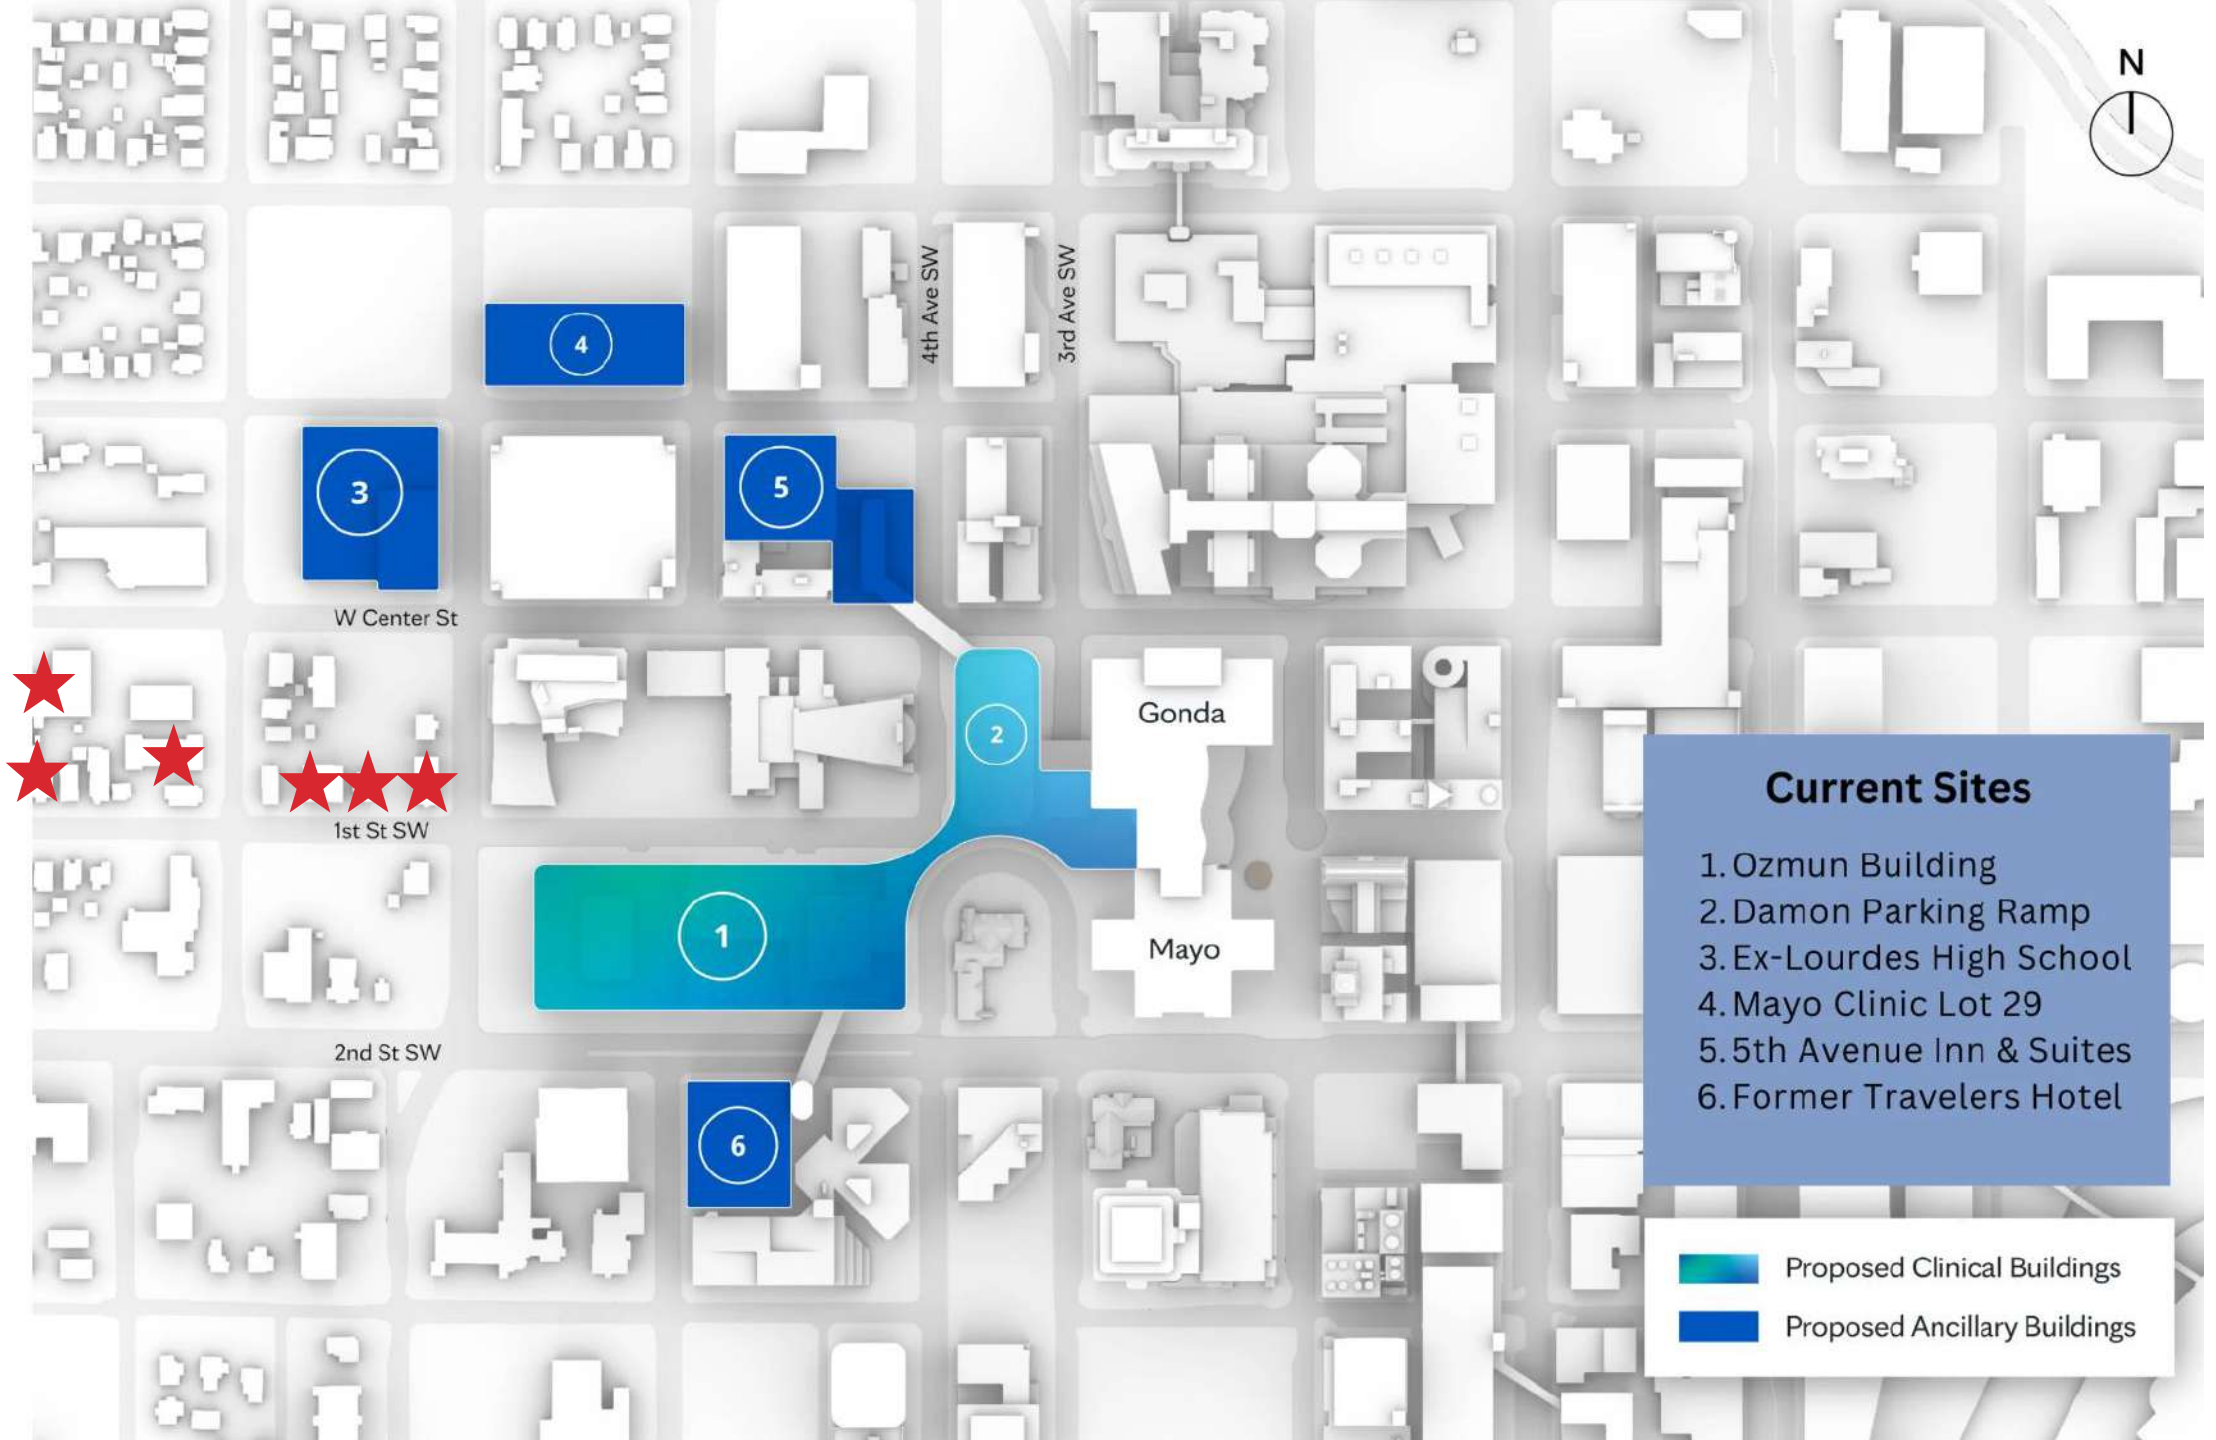 N
4
4th Ave SW
3rd Ave SW
3
5
W Center St
Gonda
2
1st St SW
1
Mayo
2nd St SW
6
Current Sites
1. Ozmun Building
2. Damon Parking Ramp
3. Ex-Lourdes High School
4. Mayo Clinic Lot 29
5. 5th Avenue Inn & Suites
6. Former Travelers Hotel
Proposed Clinical Buildings
Proposed Ancillary Buildings